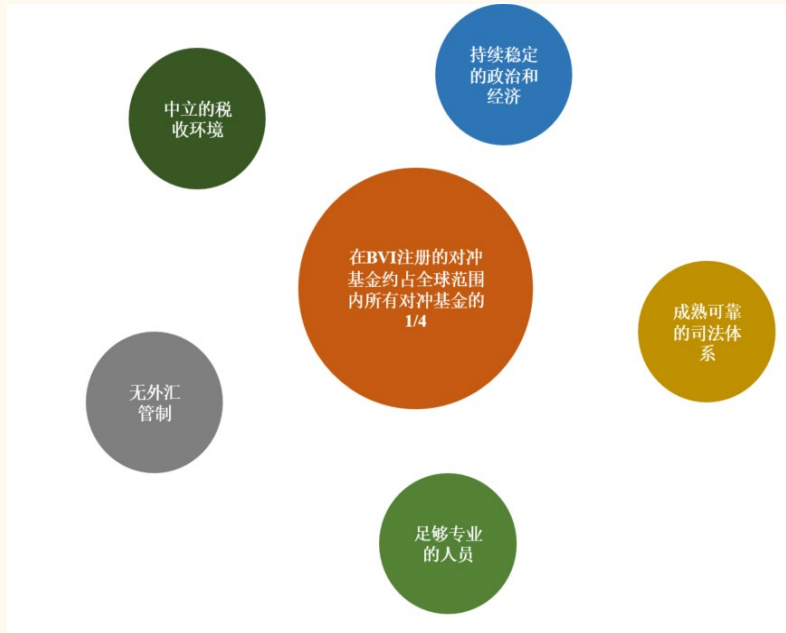 持续稳定
的政治和
经济
中立的税
收环境
在BVI注册的对冲
基金约占全球范围
内所有对冲基金的
1/4
成熟可靠
的司法体
系
无外汇
管制
足够专业
的人员